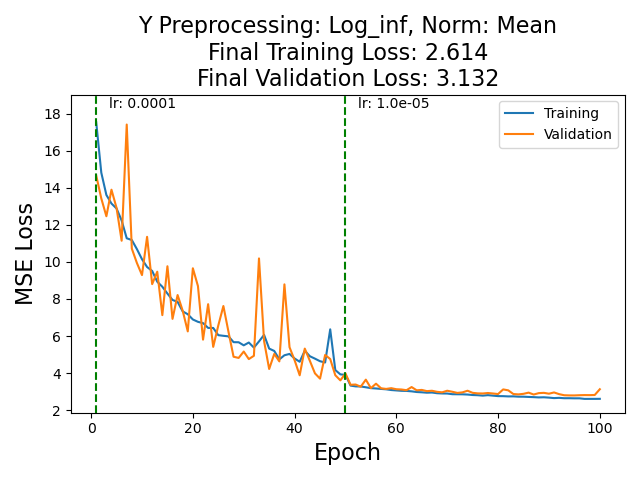 Y Preprocessing: Log_inf, Norm: Mean
Final Training Loss: 2.614
Final Validation Loss: 3.132
lr: 0.0001
lr: 1.0e-05
Training
Validation
MSE Loss
18
16
14
12
10
8
6
4
2
0
20
40
60
80
100
Epoch